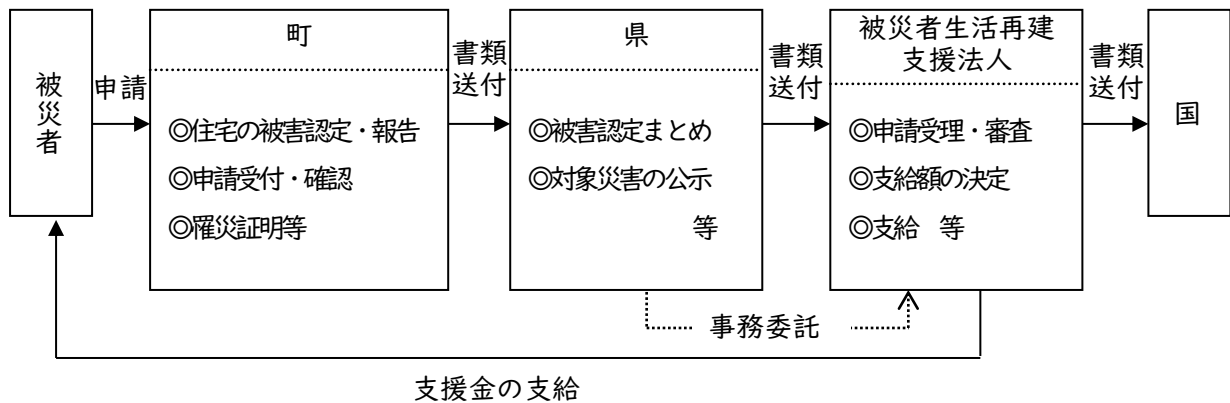 被災者
申請
町
◎住宅の被害認定・報告
◎申請受付・確認
◎罹災証明等
書類
送付
県
◎被害認定まとめ
◎対象災害の公示
等
書類
送付
被災者生活再建
支援法人
◎申請受理・審査
◎支給額の決定
◎支給　等
書類
送付
国
事務委託
支援金の支給